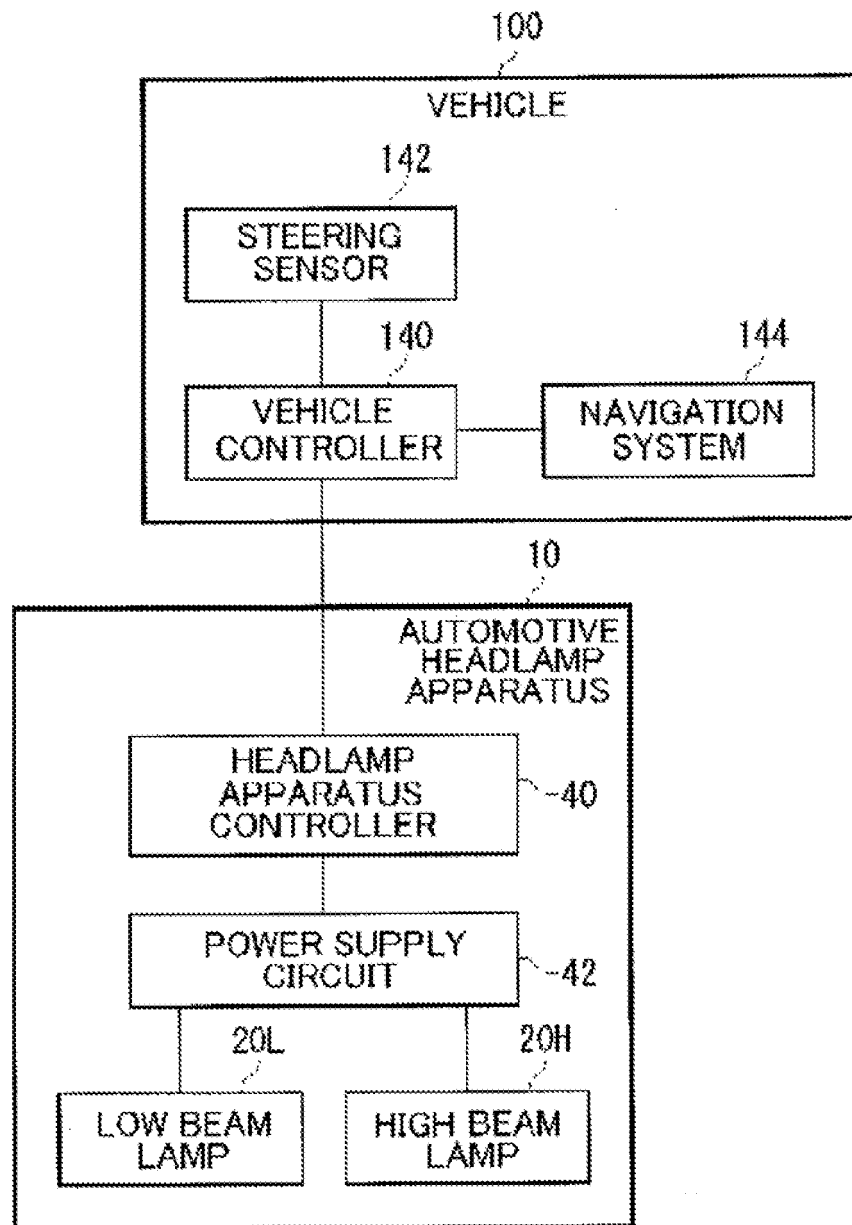 100
VEHICLE
142
STEERING
SENSOR
140
VEHICLE
CONTROLLER
144
NAVIGATION
SYSTEM
10
AUTOMOTIVE
HEADLAMP
APPARATUS
HEADLAMP
APPARATUS
CONTROLLER
40
POWER SUPPLY
CIRCUIT
42
20L
LOW BEAM
LAMP
20H
HIGH BEAM
LAMP